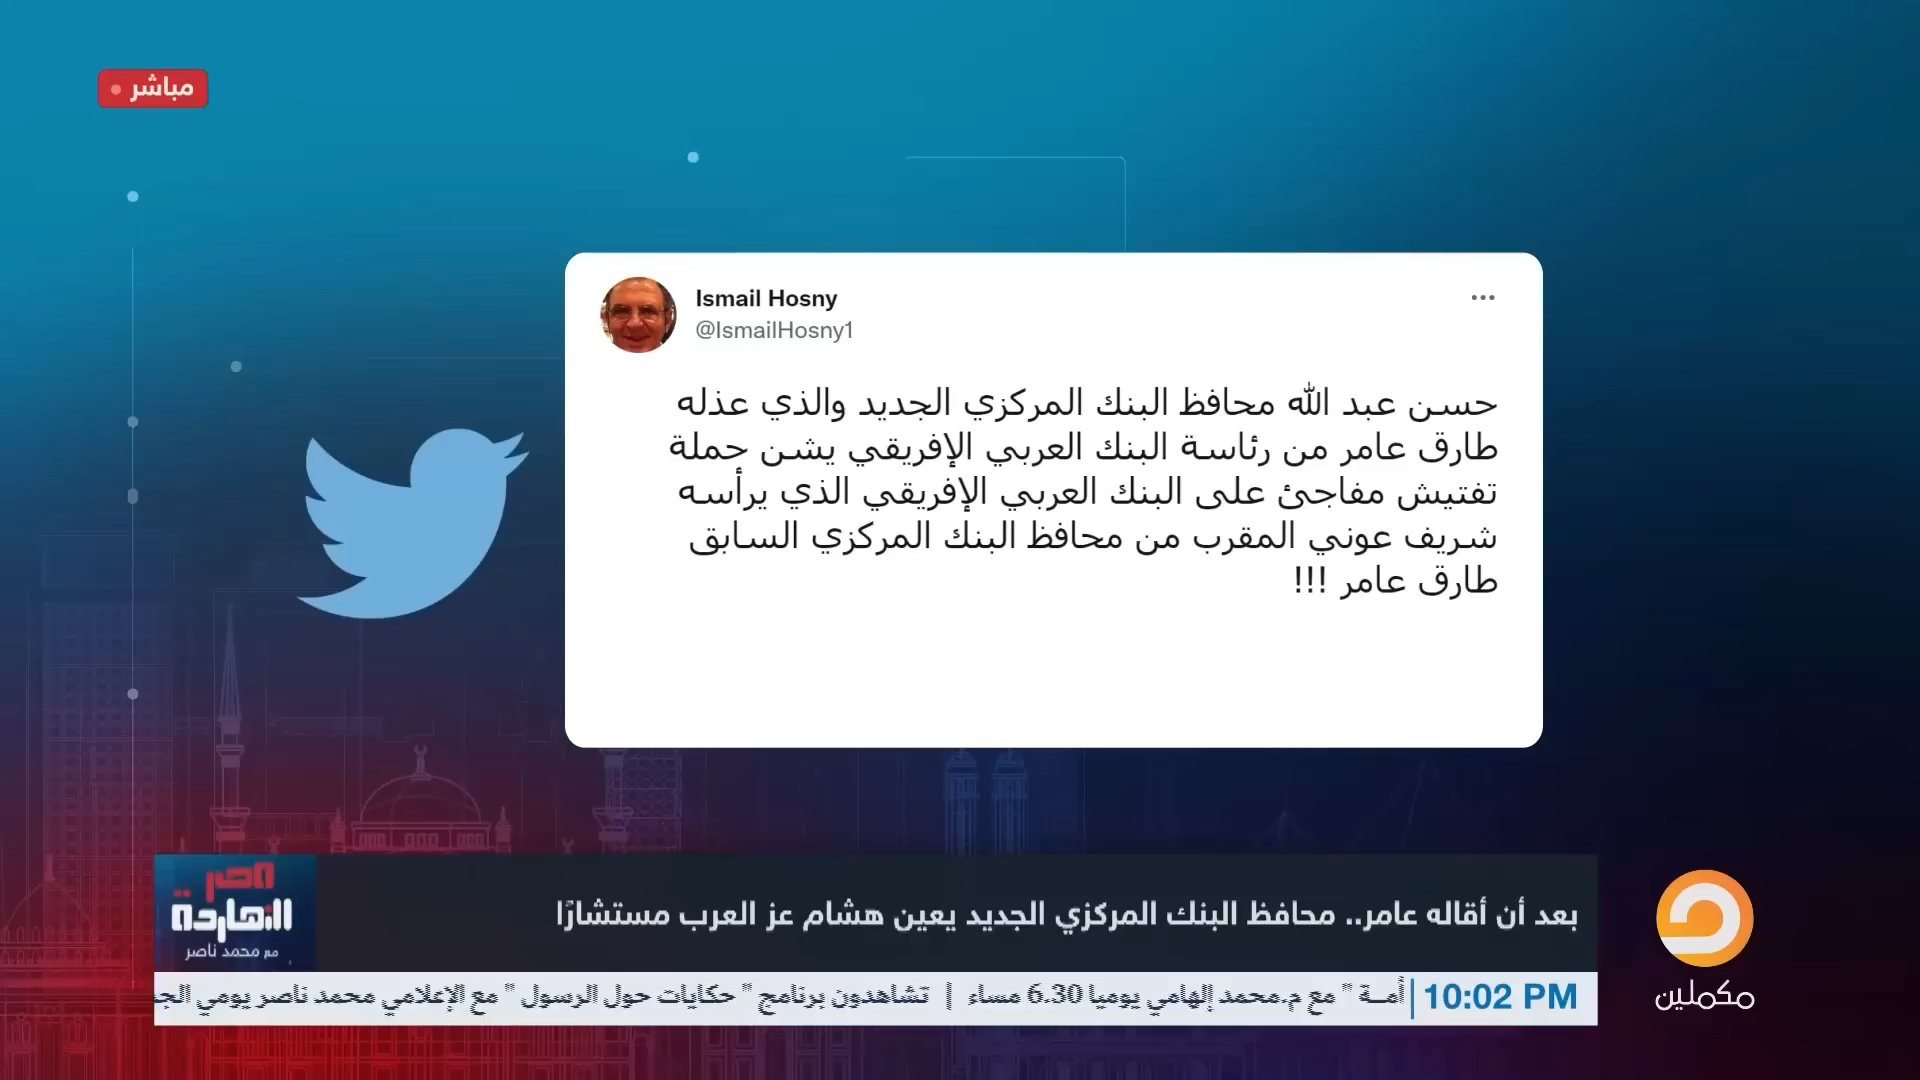 مباشر
Ismail Hosny
@IsmailHosny1
حسن عبد الله محافظ البنك المركزي الجديد والذي عذله
طارق عامر من رئاسة البنك العربي الإفريقي يشن حملة
تفتيش مفاجئ على البنك العربي الإفريقي الذي يرأسه
شريف عوني المقرب من محافظ البنك المركزي السابق
طارق عامر !!!
مصر
النهاردة
مع محمد ناصر
بعد أن أقاله عامر.. محافظ البنك المركزي الجديد يعين هشام عز العرب مستشارًا
10:02 PM
أمـة " مع م.محمد إلهامي يوميا 6.30 مساء | تشاهدون برنامج " حكايات حول الرسول " مع الإعلامي محمد ناصر يومي
مكملين